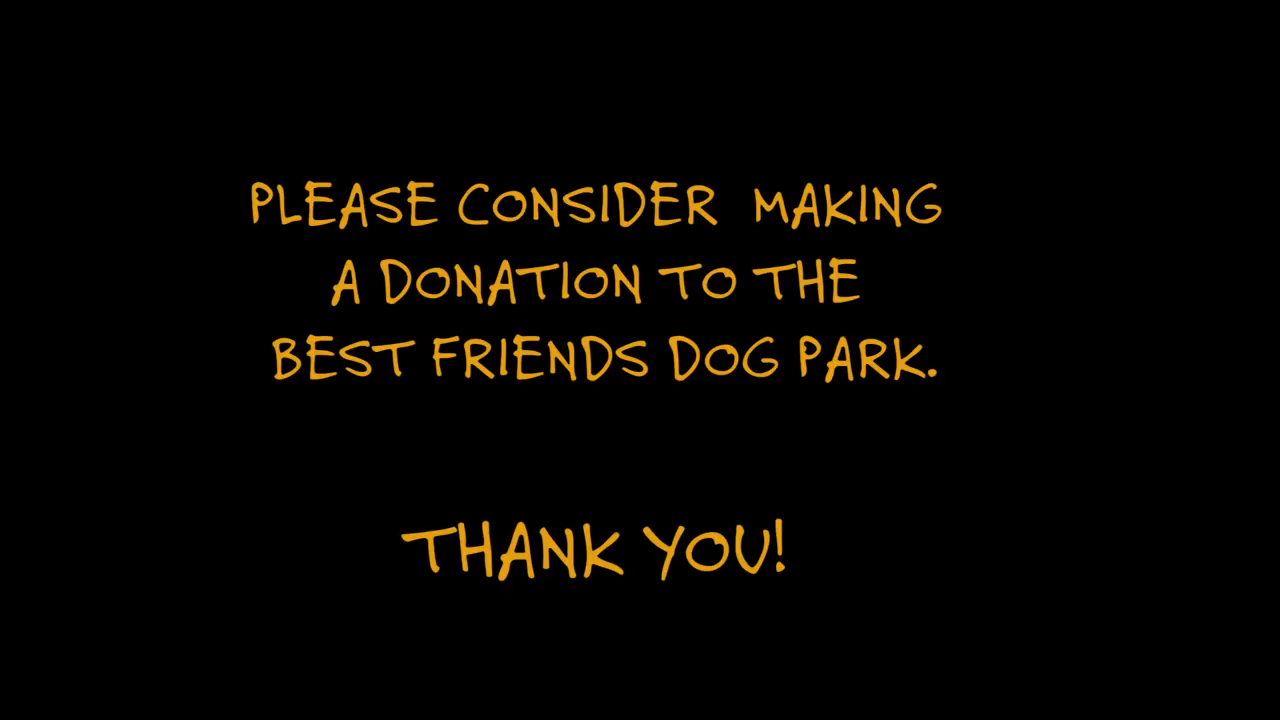 PLEASE CONSIDER MAKING
A DONATION TO THE
BEST FRIENDS DOG PARK.
THANK YOU!